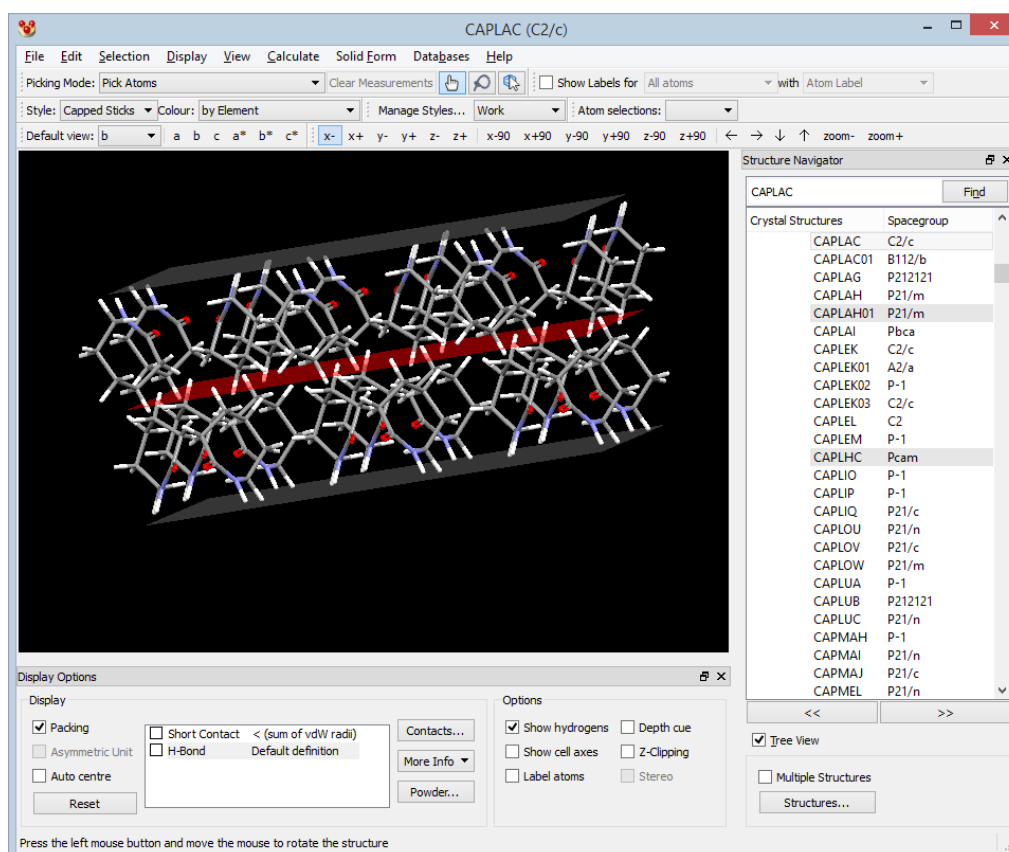 CAPLAC (C2/c)
File Edit Selection Display View Calculate Solid Form Databases Help
Picking Mode: Pick Atoms Clear Measurements Show Labels for All atoms with Atom Label
Style: Capped Sticks Colour: by Element Manage Styles... Work Atom selections:
Default view: b a b c a* b* c* x- x+ y- y+ z- z+ x-90 x+90 y-90 y+90 z-90 z+90 ← → ↓ ↑ zoom- zoom+
Structure Navigator
CAPLAC Find
Crystal Structures Spacegroup
CAPLAC C2/c
CAPLAC01 B112/b
CAPLAG P212121
CAPLAH P21/m
CAPLAH01 P21/m
CAPLAI Pbca
CAPLEK C2/c
CAPLEK01 A2/a
CAPLEK02 P-1
CAPLEK03 C2/c
CAPLEL C2
CAPLEM P-1
CAPLHC Pcam
CAPLIO P-1
CAPLIP P-1
CAPLIQ P21/c
CAPLOU P21/n
CAPLOV P21/c
CAPLOW P21/m
CAPLUA P-1
CAPLUB P212121
CAPLUC P21/n
CAPMAH P-1
CAPMAI P21/n
CAPMAJ P21/c
CAPMEL P21/n
<< >>
Tree View
Multiple Structures
Structures...
Display Options
Display
Packing
Asymmetric Unit
Auto centre
Reset
Short Contact < (sum of vdW radii)
H-Bond Default definition
Contacts...
More Info
Powder...
Options
Show hydrogens Depth cue
Show cell axes Z-Clipping
Label atoms Stereo
Press the left mouse button and move the mouse to rotate the structure